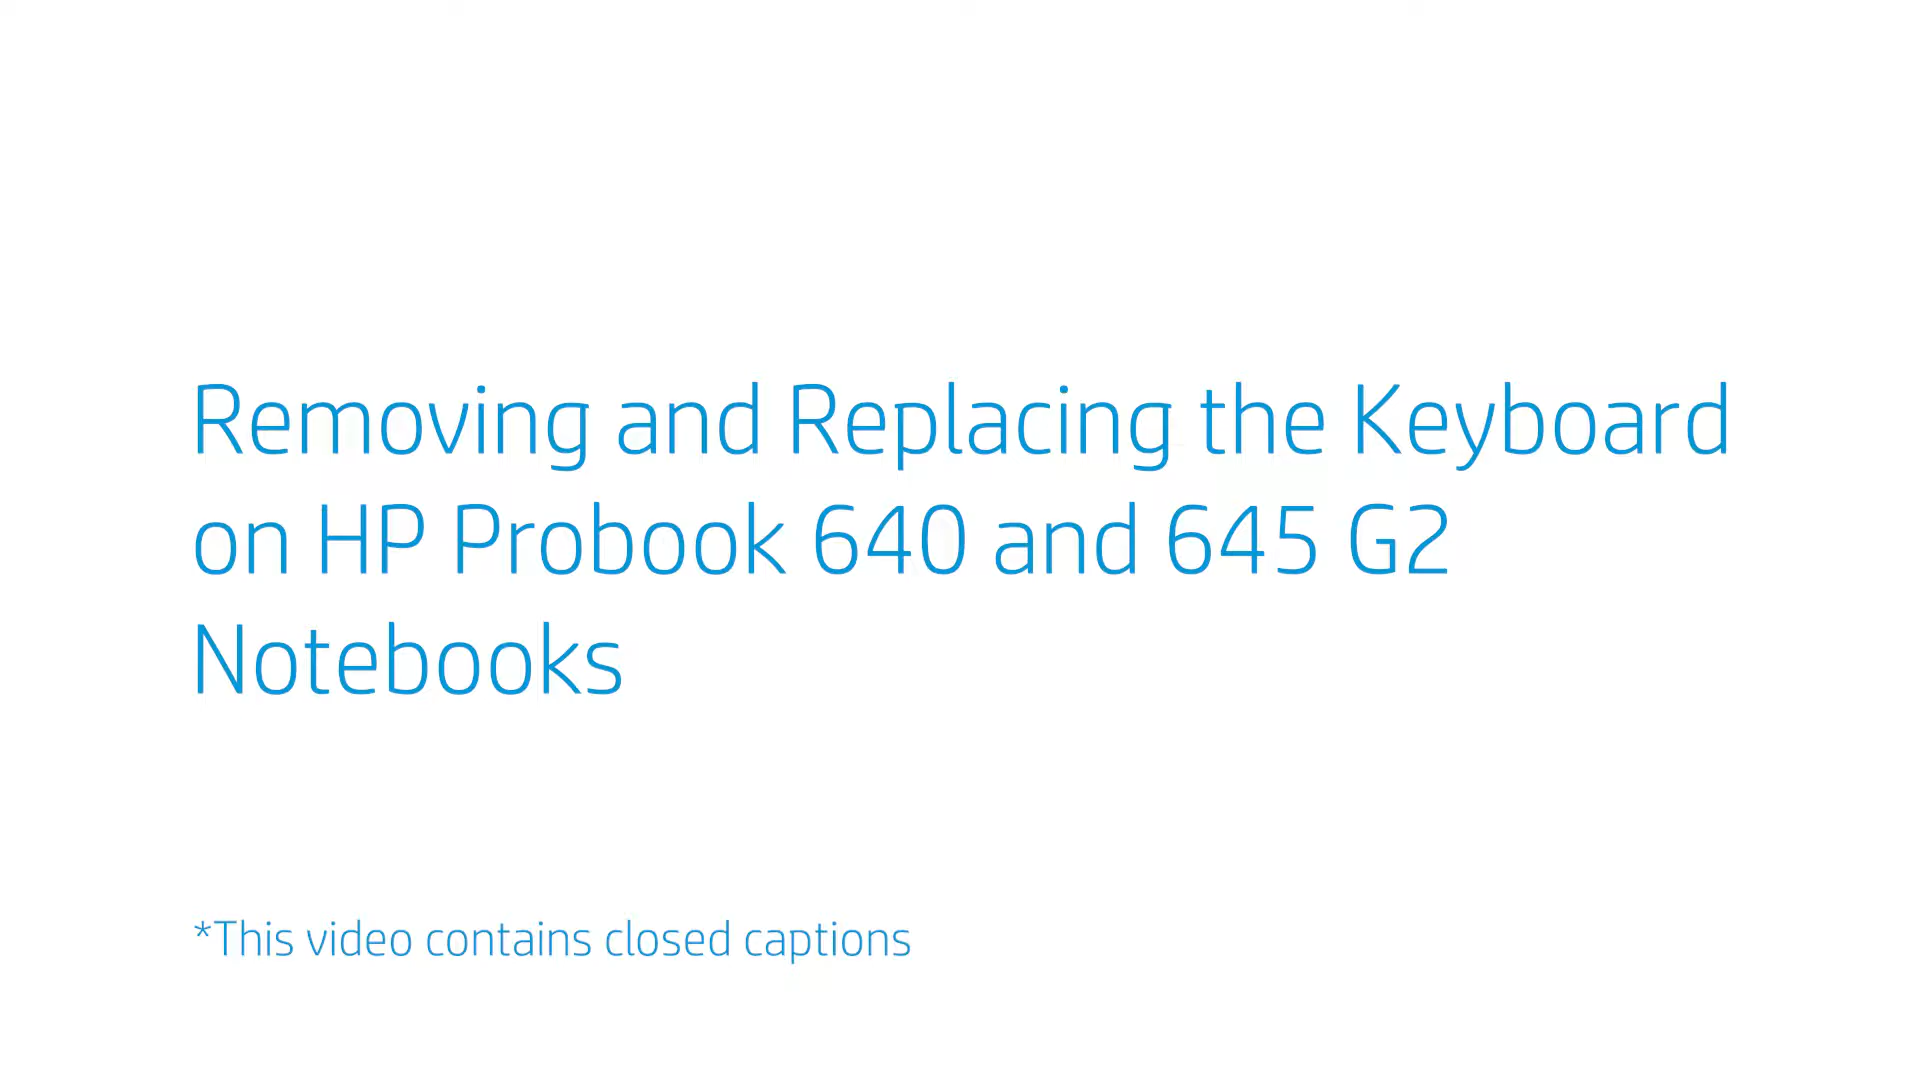 Removing and Replacing the Keyboard
on HP Probook 640 and 645 G2
Notebooks
*This video contains closed captions